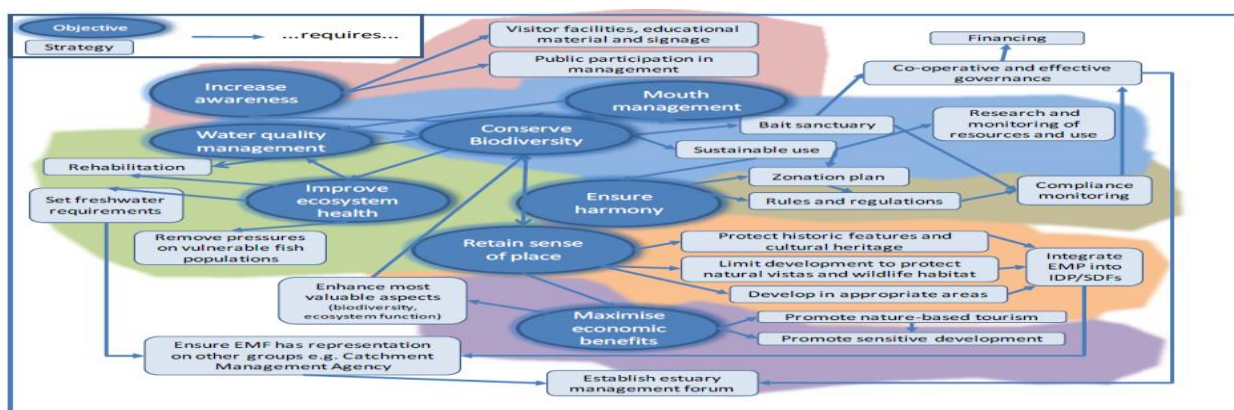 Objective
...requires...
Strategy
Visitor facilities, educational
material and signage
Public participation in
management
Financing
Co-operative and effective
governance
Increase
awareness
Mouth
management
Water quality
management
Conserve
Biodiversity
Bait sanctuary
Research and
monitoring of
resources and use
Sustainable use
Rehabilitation
Improve
ecosystem
health
Ensure
harmony
Zonation plan
Compliance
monitoring
Set freshwater
requirements
Rules and regulations
Remove pressures
on vulnerable fish
populations
Retain sense
of place
Protect historic features and
cultural heritage
Limit development to protect
natural vistas and wildlife habitat
Integrate
EMP into
IDP/SDFs
Develop in appropriate areas
Enhance most
valuable aspects
(biodiversity,
ecosystem function)
Maximise
economic
benefits
Promote nature-based tourism
Promote sensitive development
Ensure EMF has representation
on other groups e.g. Catchment
Management Agency
Establish estuary
management forum